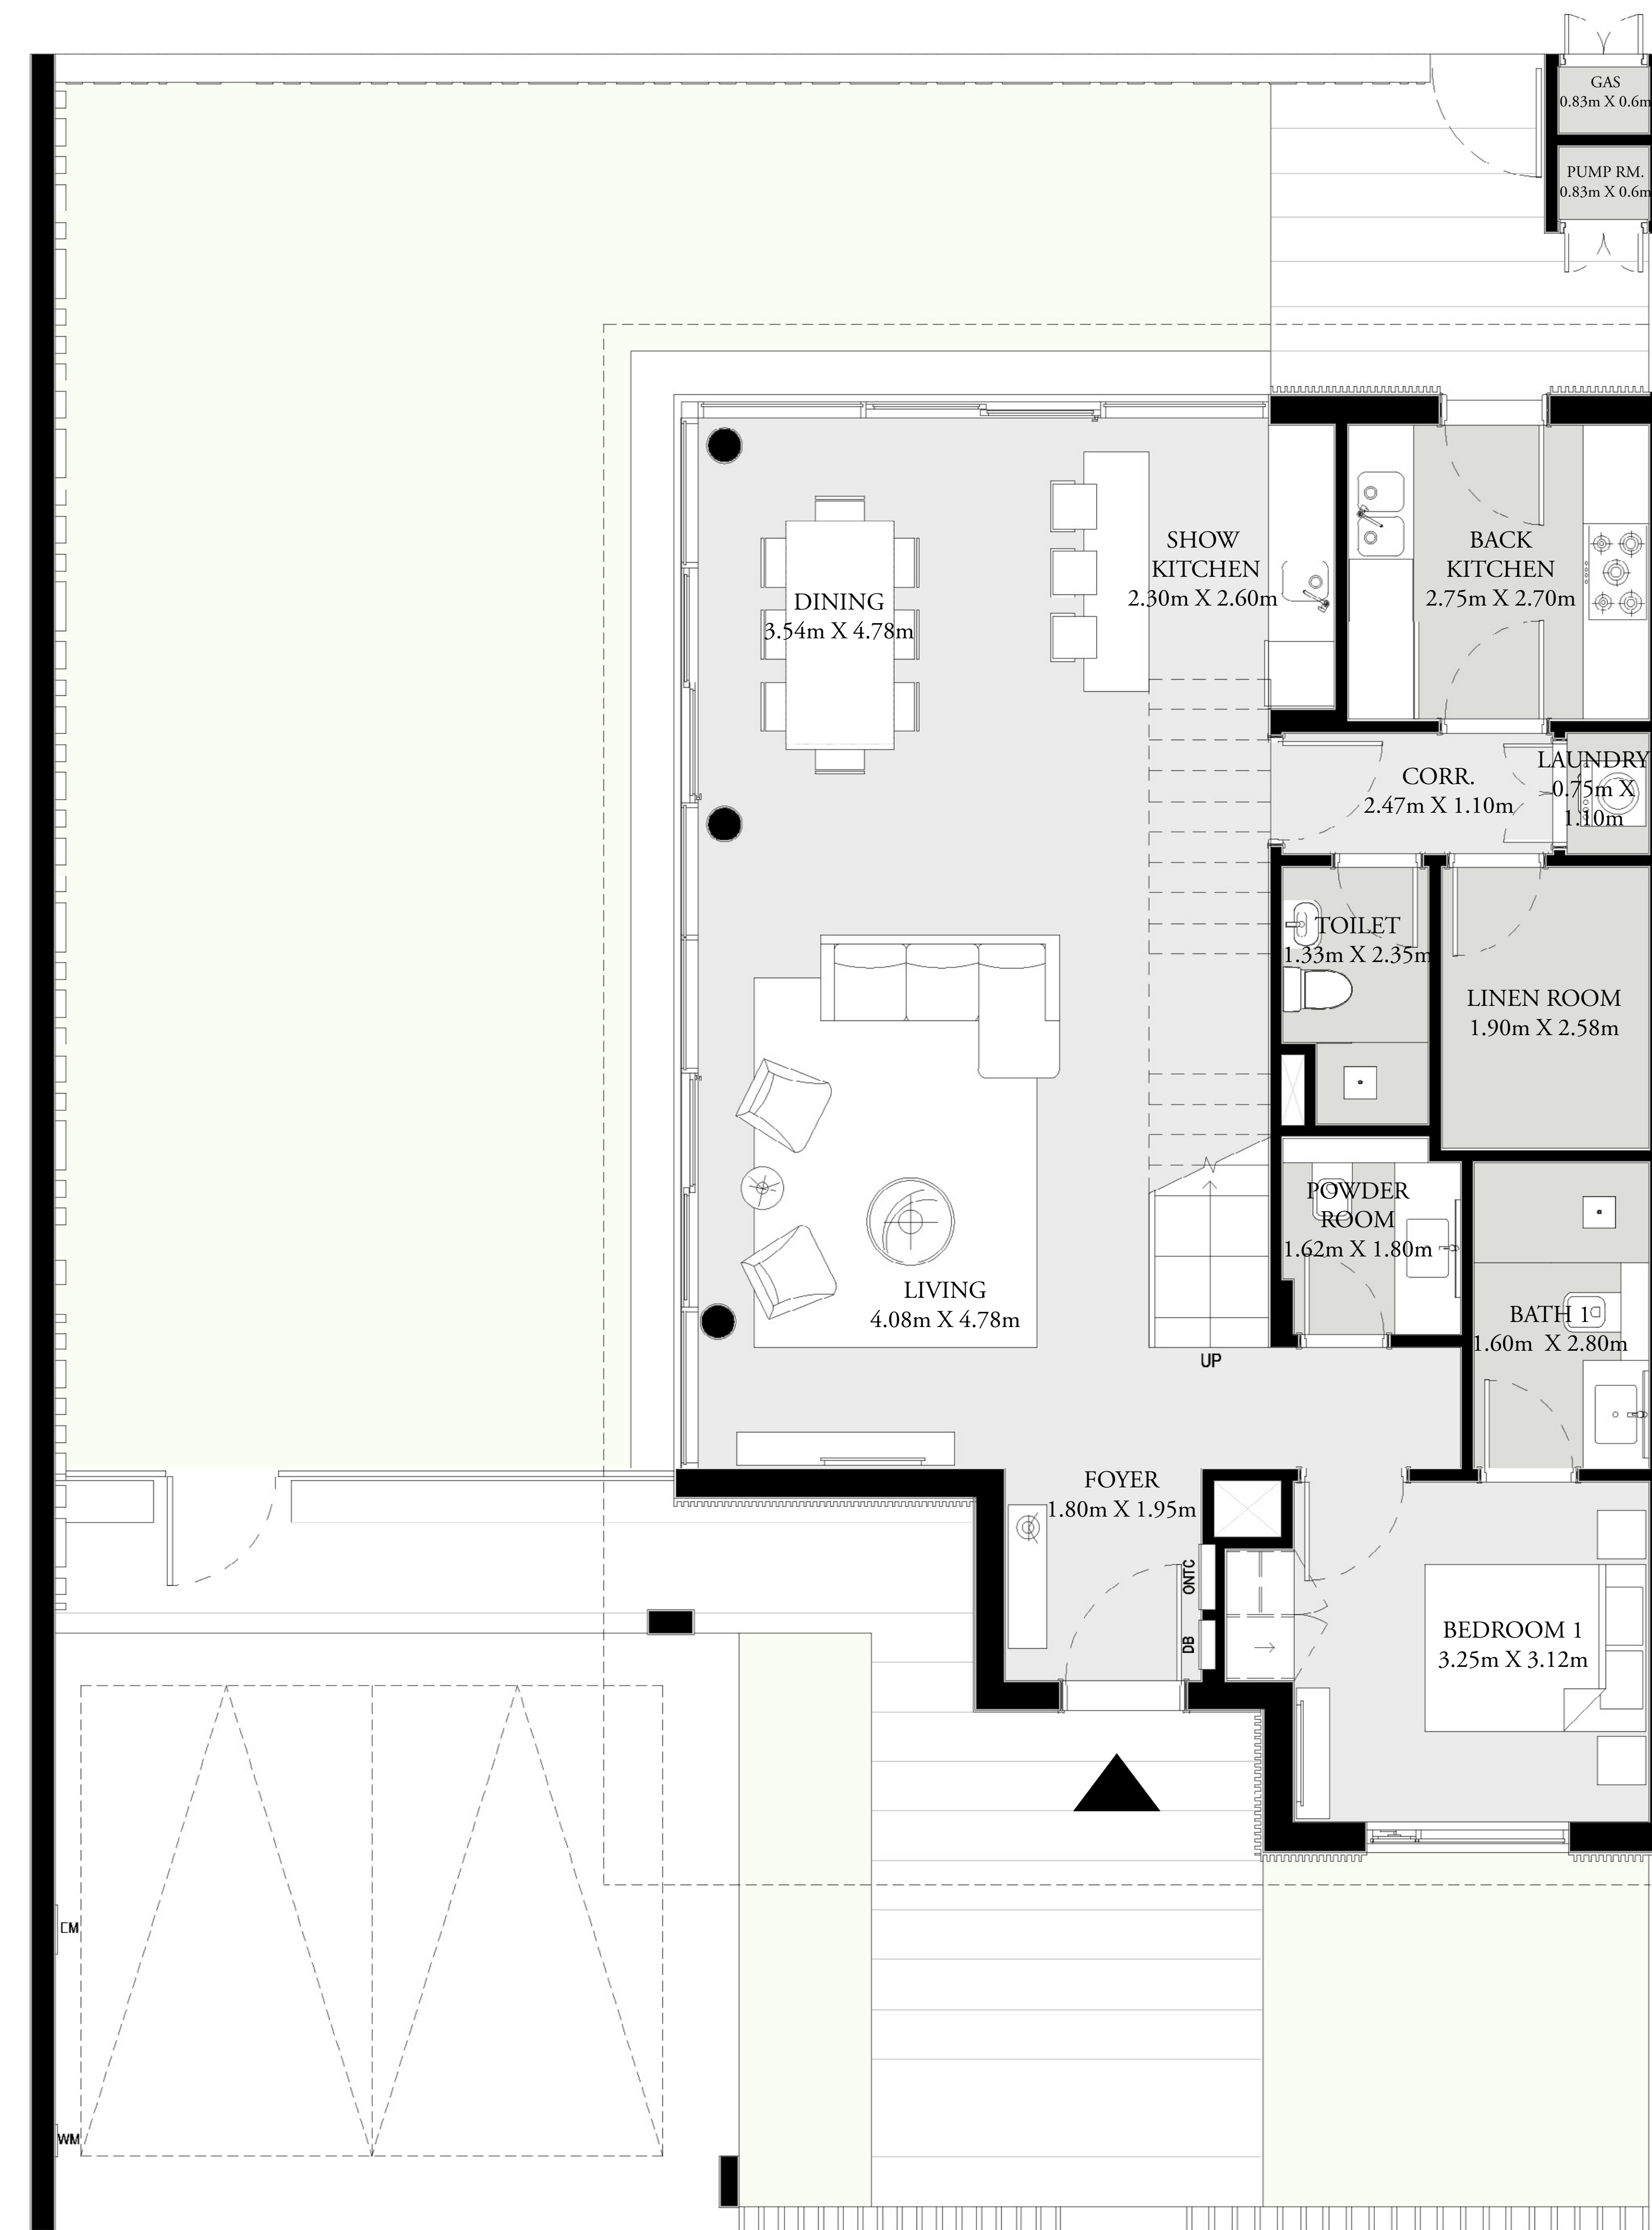 GAS
0.83m X 0.6m
PUMP RM.
0.83m X 0.6m
SHOW
KITCHEN
2.30m X 2.60m
BACK
KITCHEN
2.75m X 2.70m
DINING
3.54m X 4.78m
CORR.
2.47m X 1.10m
LAUNDRY
0.75m X
1.10m
TOILET
1.33m X 2.35m
LINEN ROOM
1.90m X 2.58m
POWDER
ROOM
1.62m X 1.80m
LIVING
4.08m X 4.78m
BATH 1
1.60m X 2.80m
UP
FOYER
1.80m X 1.95m
ONTC
DB
BEDROOM 1
3.25m X 3.12m
WM